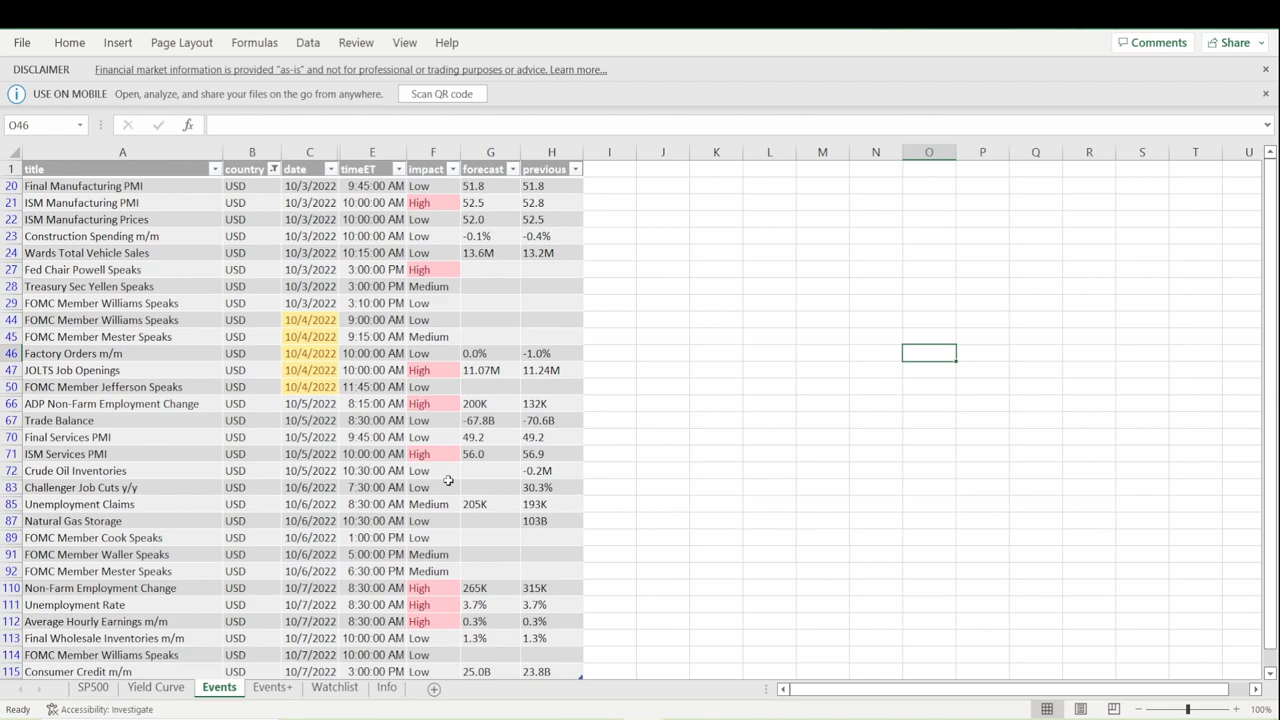 File Home Insert Page Layout Formulas Data Review View Help Comments Share
DISCLAIMER Financial market information is provided "as-is" and not for professional or trading purposes or advice. Learn more...
USE ON MOBILE Open, analyze, and share your files on the go from anywhere. Scan QR code
O46 fx
A B C E F G H I J K L M N O P Q R S T U
1 title country date timeET impact forecast previous
20 Final Manufacturing PMI USD 10/3/2022 9:45:00 AM Low 51.8 51.8
21 ISM Manufacturing PMI USD 10/3/2022 10:00:00 AM High 52.5 52.8
22 ISM Manufacturing Prices USD 10/3/2022 10:00:00 AM Low 52.0 52.5
23 Construction Spending m/m USD 10/3/2022 10:00:00 AM Low -0.1% -0.4%
24 Wards Total Vehicle Sales USD 10/3/2022 10:15:00 AM Low 13.6M 13.2M
27 Fed Chair Powell Speaks USD 10/3/2022 3:00:00 PM High
28 Treasury Sec Yellen Speaks USD 10/3/2022 3:00:00 PM Medium
29 FOMC Member Williams Speaks USD 10/3/2022 3:10:00 PM Low
44 FOMC Member Williams Speaks USD 10/4/2022 9:00:00 AM Low
45 FOMC Member Mester Speaks USD 10/4/2022 9:15:00 AM Medium
46 Factory Orders m/m USD 10/4/2022 10:00:00 AM Low 0.0% -1.0%
47 JOLTS Job Openings USD 10/4/2022 10:00:00 AM High 11.07M 11.24M
50 FOMC Member Jefferson Speaks USD 10/4/2022 11:45:00 AM Low
66 ADP Non-Farm Employment Change USD 10/5/2022 8:15:00 AM High 200K 132K
67 Trade Balance USD 10/5/2022 8:30:00 AM Low -67.8B -70.6B
70 Final Services PMI USD 10/5/2022 9:45:00 AM Low 49.2 49.2
71 ISM Services PMI USD 10/5/2022 10:00:00 AM High 56.0 56.9
72 Crude Oil Inventories USD 10/5/2022 10:30:00 AM Low -0.2M
83 Challenger Job Cuts y/y USD 10/6/2022 7:30:00 AM Low 30.3%
85 Unemployment Claims USD 10/6/2022 8:30:00 AM Medium 205K 193K
87 Natural Gas Storage USD 10/6/2022 10:30:00 AM Low 103B
89 FOMC Member Cook Speaks USD 10/6/2022 1:00:00 PM Low
91 FOMC Member Waller Speaks USD 10/6/2022 5:00:00 PM Medium
92 FOMC Member Mester Speaks USD 10/6/2022 6:30:00 PM Medium
110 Non-Farm Employment Change USD 10/7/2022 8:30:00 AM High 265K 315K
111 Unemployment Rate USD 10/7/2022 8:30:00 AM High 3.7% 3.7%
112 Average Hourly Earnings m/m USD 10/7/2022 8:30:00 AM High 0.3% 0.3%
113 Final Wholesale Inventories m/m USD 10/7/2022 10:00:00 AM Low 1.3% 1.3%
114 FOMC Member Williams Speaks USD 10/7/2022 10:00:00 AM Low
115 Consumer Credit m/m USD 10/7/2022 3:00:00 PM Low 25.0B 23.8B
SP500 Yield Curve Events Events+ Watchlist Info
Ready Accessibility: Investigate 100%